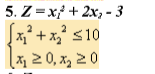 5. Z = x₁² + 2x₂ - 3
x₁² + x₂² ≤ 10
x₁ ≥ 0, x₂ ≥ 0